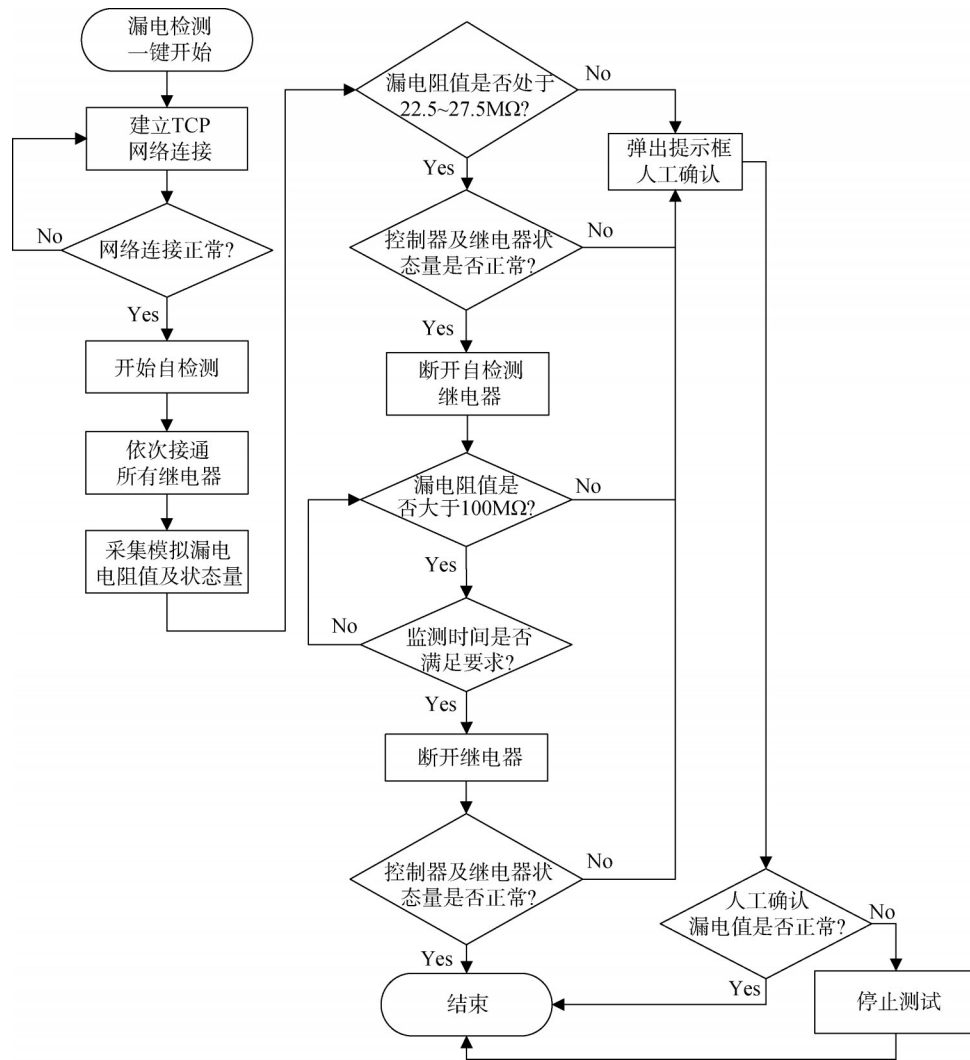 漏电检测
一键开始
建立TCP
网络连接
No
网络连接正常?
Yes
开始自检测
依次接通
所有继电器
采集模拟漏电
电阻值及状态量
漏电阻值是否处于
22.5~27.5MΩ?
No
Yes
弹出提示框
人工确认
控制器及继电器状
态量是否正常?
No
Yes
断开自检测
继电器
漏电阻值是
否大于100MΩ?
No
Yes
监测时间是否
满足要求?
No
Yes
断开继电器
控制器及继电器状
态量是否正常?
No
Yes
人工确认
漏电值是否正常?
No
Yes
停止测试
结束